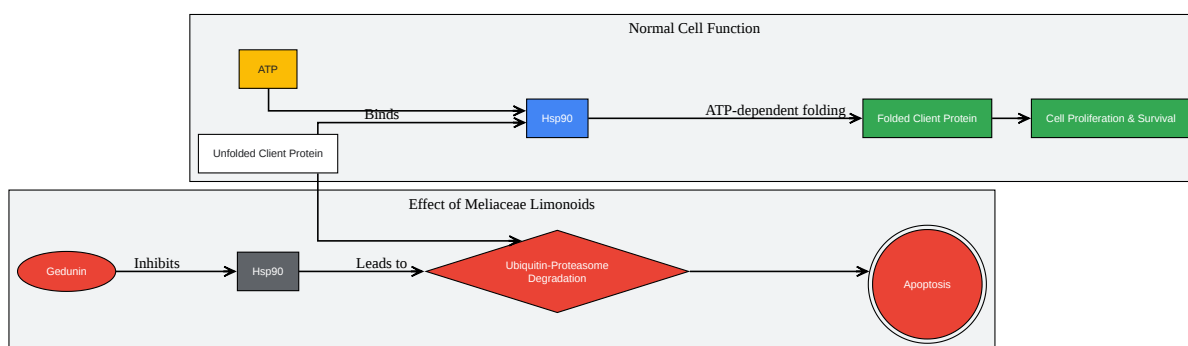 Normal Cell Function
ATP
Binds
Hsp90
ATP-dependent folding
Folded Client Protein
Cell Proliferation & Survival
Unfolded Client Protein
Effect of Meliaceae Limonoids
Gedunin
Inhibits
Hsp90
Leads to
Ubiquitin-Proteasome
Degradation
Apoptosis